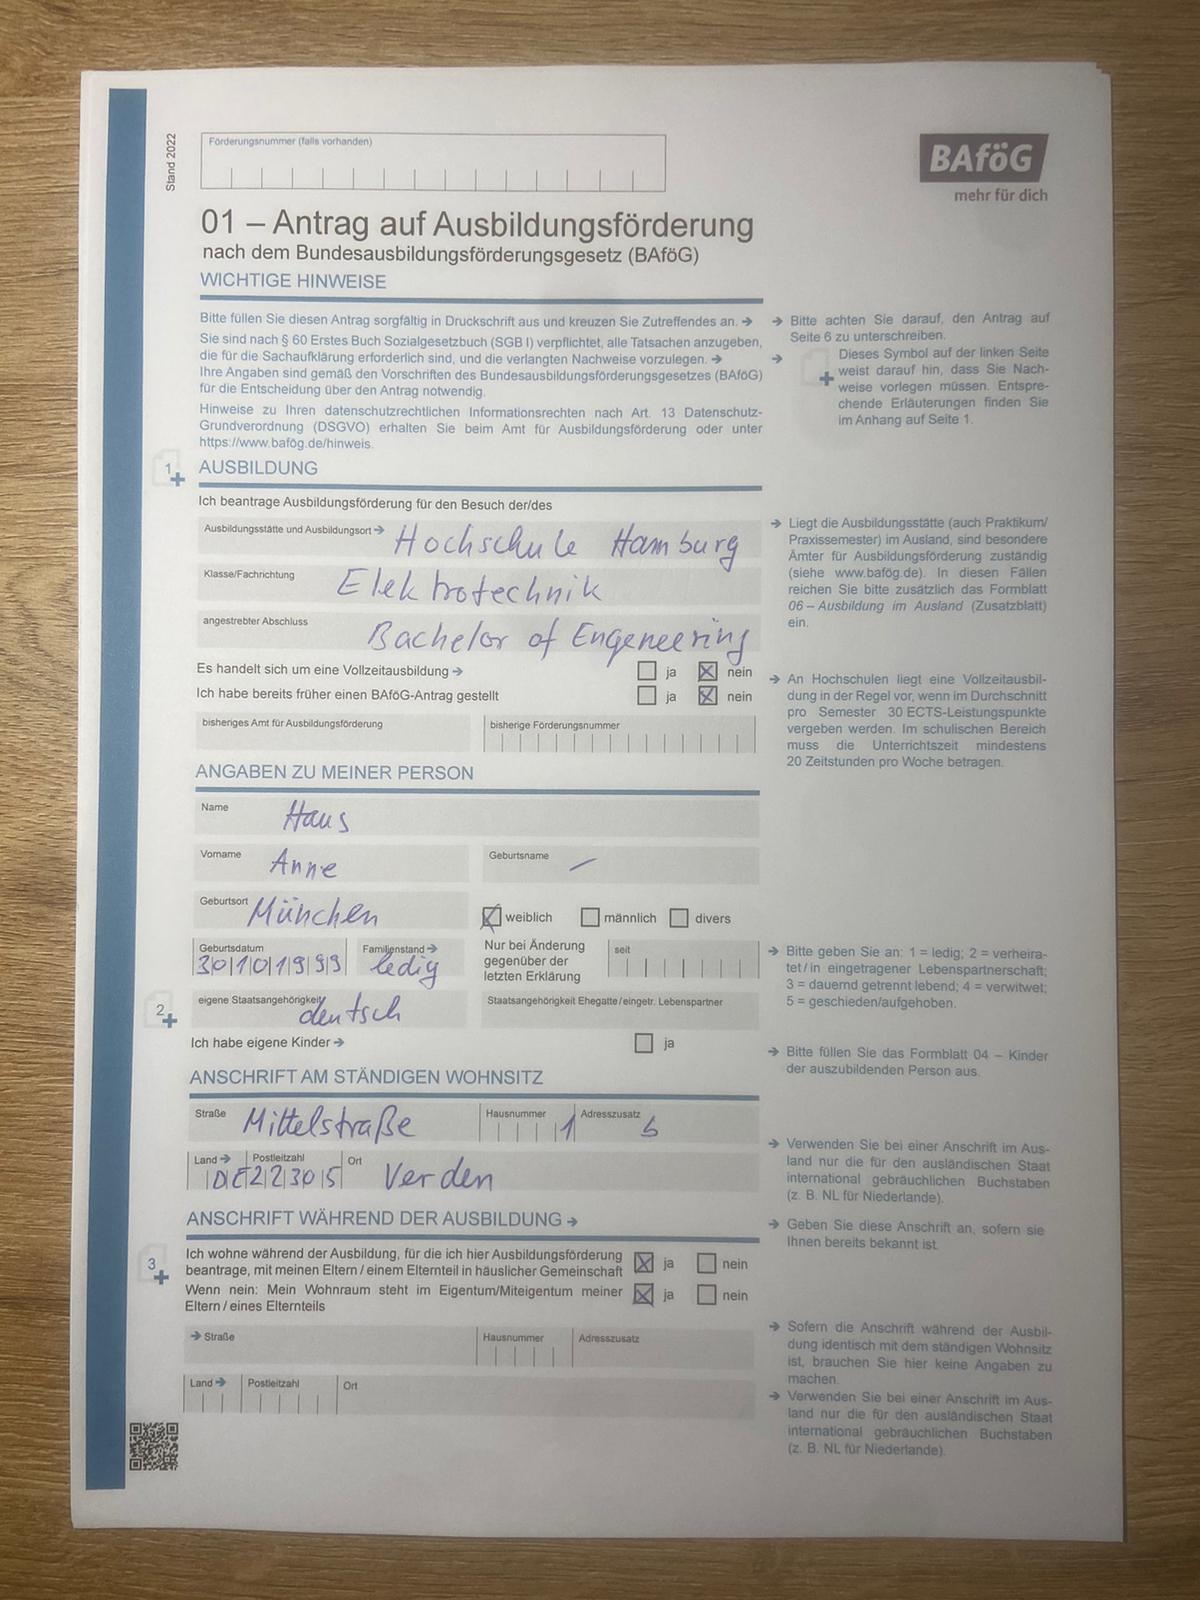 Stand 2022
Förderungsnummer (falls vorhanden)
BAföG
mehr für dich
01 – Antrag auf Ausbildungsförderung
nach dem Bundesausbildungsförderungsgesetz (BAföG)
WICHTIGE HINWEISE
Bitte füllen Sie diesen Antrag sorgfältig in Druckschrift aus und kreuzen Sie Zutreffendes an. →
Sie sind nach § 60 Erstes Buch Sozialgesetzbuch (SGB I) verpflichtet, alle Tatsachen anzugeben,
die für die Sachaufklärung erforderlich sind, und die verlangten Nachweise vorzulegen. →
Ihre Angaben sind gemäß den Vorschriften des Bundesausbildungsförderungsgesetzes (BAföG)
für die Entscheidung über den Antrag notwendig.
Hinweise zu Ihren datenschutzrechtlichen Informationsrechten nach Art. 13 Datenschutz-
Grundverordnung (DSGVO) erhalten Sie beim Amt für Ausbildungsförderung oder unter
https://www.bafög.de/hinweis.
→ Bitte achten Sie darauf, den Antrag auf
Seite 6 zu unterschreiben.
→ Dieses Symbol auf der linken Seite
weist darauf hin, dass Sie Nach-
weise vorlegen müssen. Entspre-
chende Erläuterungen finden Sie
im Anhang auf Seite 1.
1 AUSBILDUNG
Ich beantrage Ausbildungsförderung für den Besuch der/des
Ausbildungsstätte und Ausbildungsort → Hochschule Hamburg
Klasse/Fachrichtung Elektrotechnik
angestrebter Abschluss Bachelor of Engeneering
→ Liegt die Ausbildungsstätte (auch Praktikum/
Praxissemester) im Ausland, sind besondere
Ämter für Ausbildungsförderung zuständig
(siehe www.bafög.de). In diesen Fällen
reichen Sie bitte zusätzlich das Formblatt
06 – Ausbildung im Ausland (Zusatzblatt)
ein.
Es handelt sich um eine Vollzeitausbildung → ja nein
Ich habe bereits früher einen BAföG-Antrag gestellt ja nein
bisheriges Amt für Ausbildungsförderung bisherige Förderungsnummer
→ An Hochschulen liegt eine Vollzeitausbil-
dung in der Regel vor, wenn im Durchschnitt
pro Semester 30 ECTS-Leistungspunkte
vergeben werden. Im schulischen Bereich
muss die Unterrichtszeit mindestens
20 Zeitstunden pro Woche betragen.
ANGABEN ZU MEINER PERSON
Name Haus
Vorname Anne Geburtsname –
Geburtsort München weiblich männlich divers
Geburtsdatum 30101999 Familienstand → ledig
Nur bei Änderung
gegenüber der
letzten Erklärung
seit
→ Bitte geben Sie an: 1 = ledig; 2 = verheira-
tet/in eingetragener Lebenspartnerschaft;
3 = dauernd getrennt lebend; 4 = verwitwet;
5 = geschieden/aufgehoben.
2 eigene Staatsangehörigkeit deutsch Staatsangehörigkeit Ehegatte/eingetr. Lebenspartner
Ich habe eigene Kinder → ja
→ Bitte füllen Sie das Formblatt 04 – Kinder
der auszubildenden Person aus.
ANSCHRIFT AM STÄNDIGEN WOHNSITZ
Straße Mittelstraße Hausnummer 1 Adresszusatz b
Land → DE Postleitzahl 22305 Ort Verden
→ Verwenden Sie bei einer Anschrift im Aus-
land nur die für den ausländischen Staat
international gebräuchlichen Buchstaben
(z. B. NL für Niederlande).
ANSCHRIFT WÄHREND DER AUSBILDUNG →
→ Geben Sie diese Anschrift an, sofern sie
Ihnen bereits bekannt ist.
3 Ich wohne während der Ausbildung, für die ich hier Ausbildungsförderung
beantrage, mit meinen Eltern / einem Elternteil in häuslicher Gemeinschaft ja nein
Wenn nein: Mein Wohnraum steht im Eigentum/Miteigentum meiner
Eltern / eines Elternteils ja nein
→ Straße Hausnummer Adresszusatz
Land → Postleitzahl Ort
→ Sofern die Anschrift während der Ausbil-
dung identisch mit dem ständigen Wohnsitz
ist, brauchen Sie hier keine Angaben zu
machen.
→ Verwenden Sie bei einer Anschrift im Aus-
land nur die für den ausländischen Staat
international gebräuchlichen Buchstaben
(z. B. NL für Niederlande).